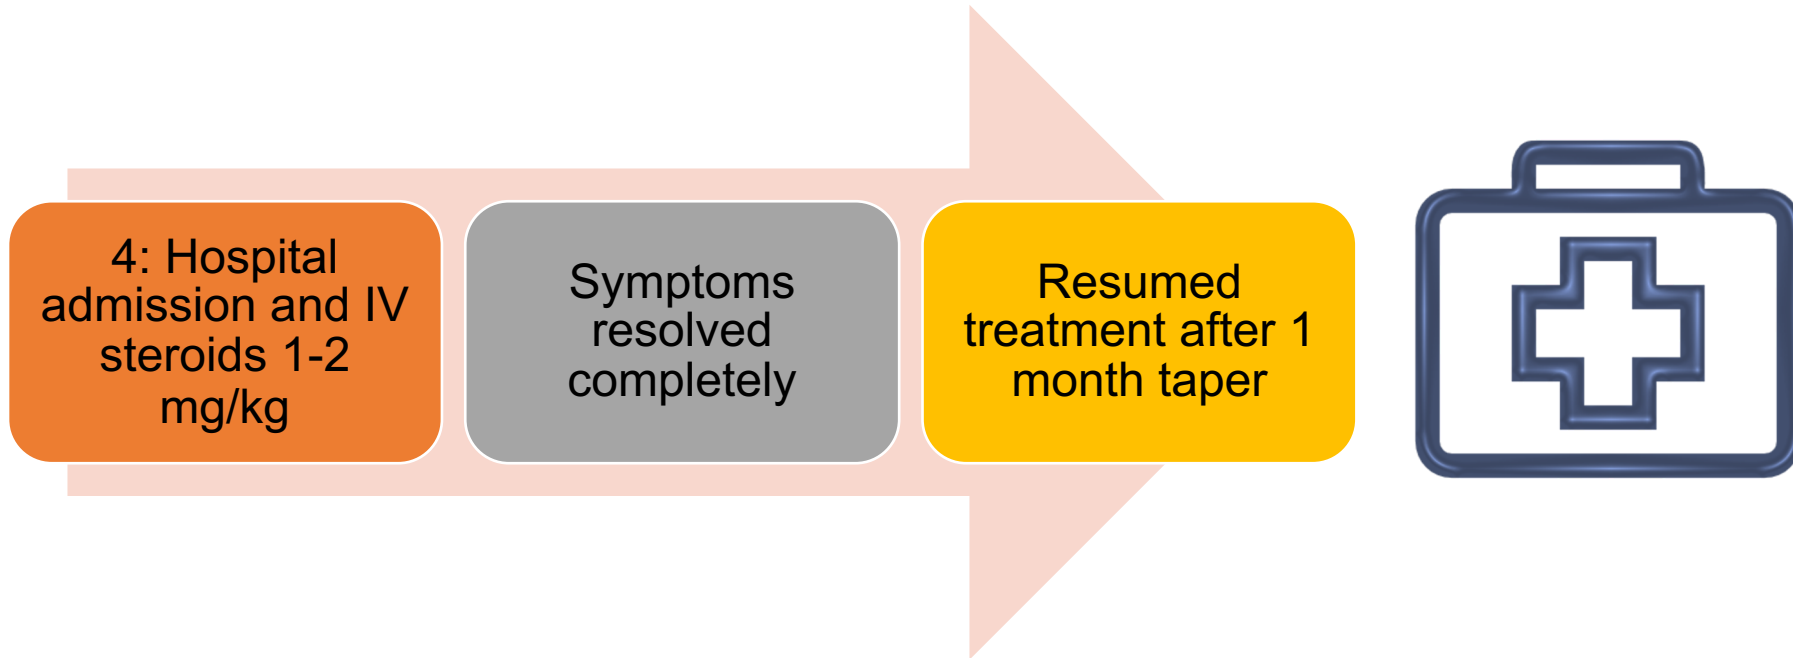 4: Hospital
admission and IV
steroids 1-2
mg/kg
Symptoms
resolved
completely
Resumed
treatment after 1
month taper